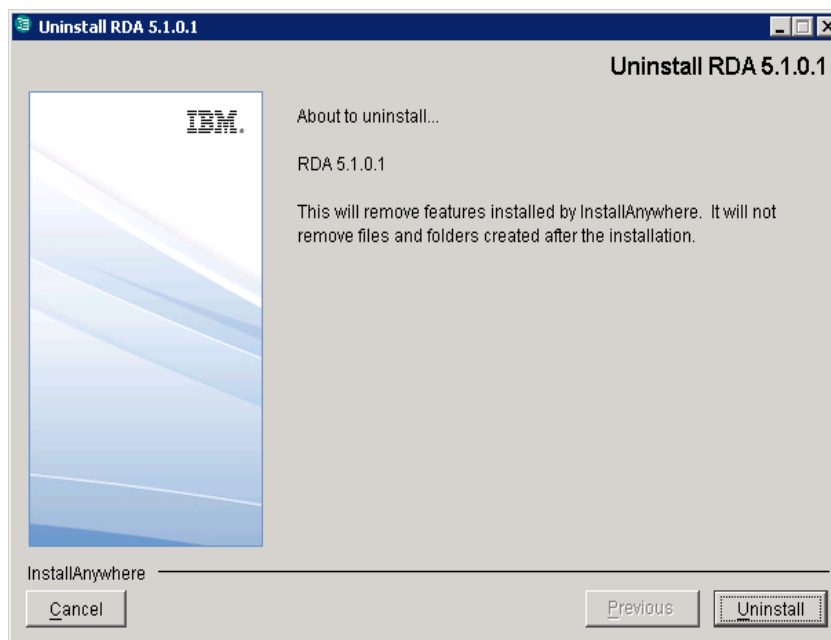 Uninstall RDA 5.1.0.1
Uninstall RDA 5.1.0.1
IBM.
About to uninstall...
RDA 5.1.0.1
This will remove features installed by InstallAnywhere.  It will not
remove files and folders created after the installation.
InstallAnywhere
Cancel
Previous
Uninstall